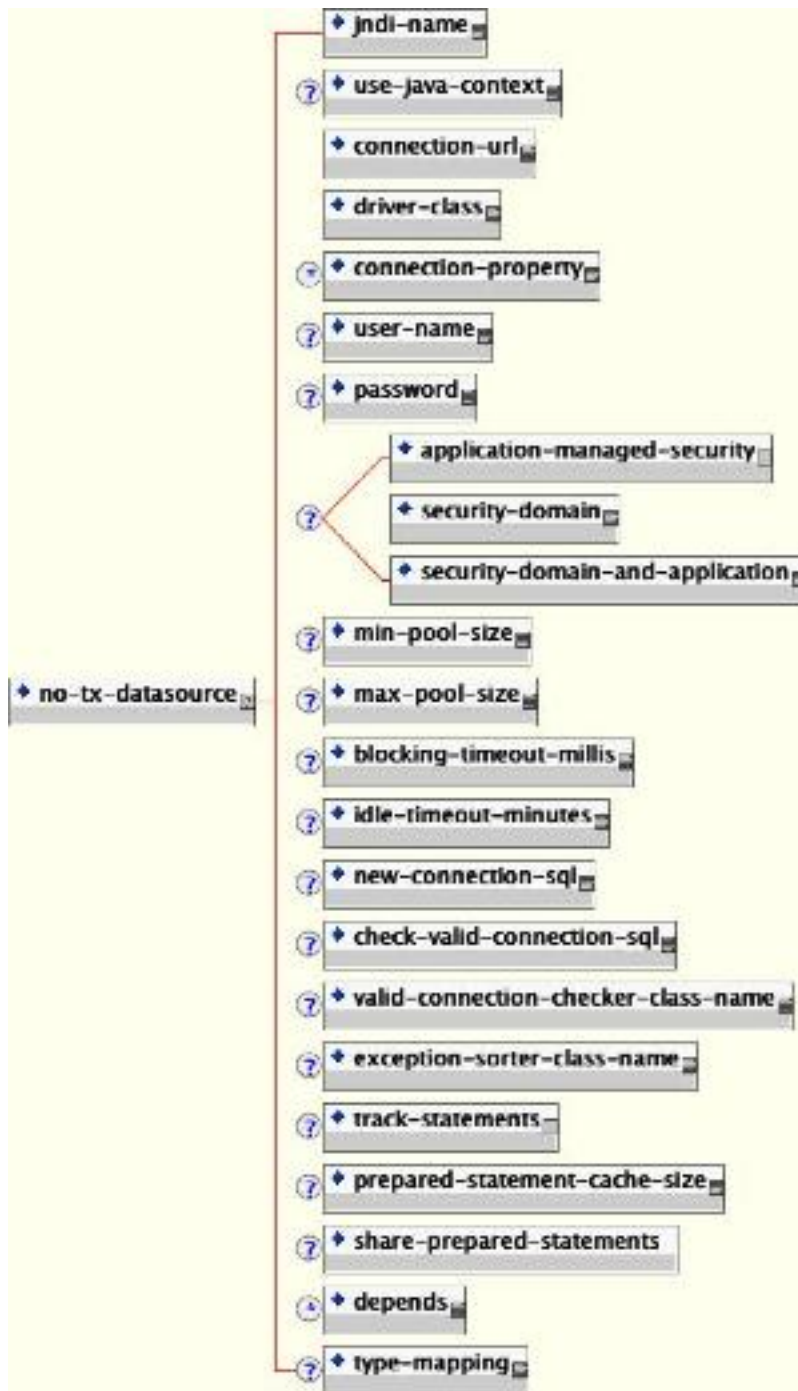 jndi-name
? use-java-context
connection-url
driver-class
* connection-property
? user-name
? password
application-managed-security
? security-domain
security-domain-and-application
? min-pool-size
no-tx-datasource ? max-pool-size
? blocking-timeout-millis
? idle-timeout-minutes
? new-connection-sql
? check-valid-connection-sql
? valid-connection-checker-class-name
? exception-sorter-class-name
? track-statements
? prepared-statement-cache-size
? share-prepared-statements
* depends
? type-mapping